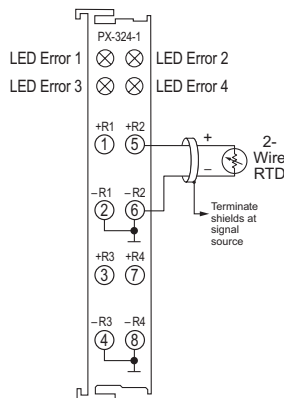 PX-324-1
LED Error 1 LED Error 2
LED Error 3 LED Error 4
+R1 +R2
1 5
+
2-
Wire
RTD
–
–R1 –R2
2 6
Terminate
shields at
signal
source
+R3 +R4
3 7
–R3 –R4
4 8